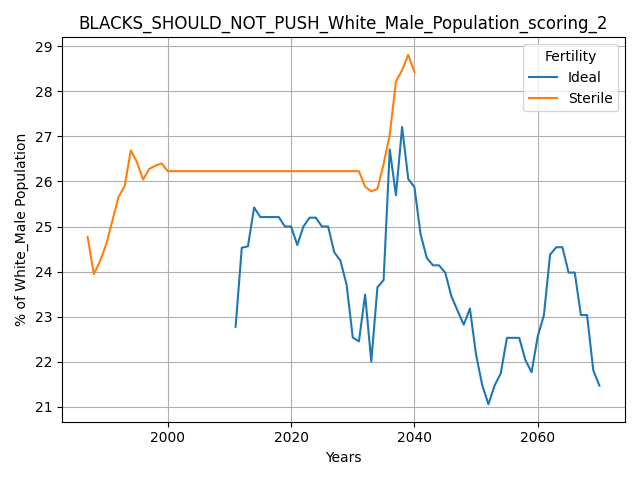 BLACKS_SHOULD_NOT_PUSH_White_Male_Population_scoring_2
29
28
27
26
25
24
23
22
21
% of White_Male Population
Fertility
Ideal
Sterile
2000
2020
2040
2060
Years